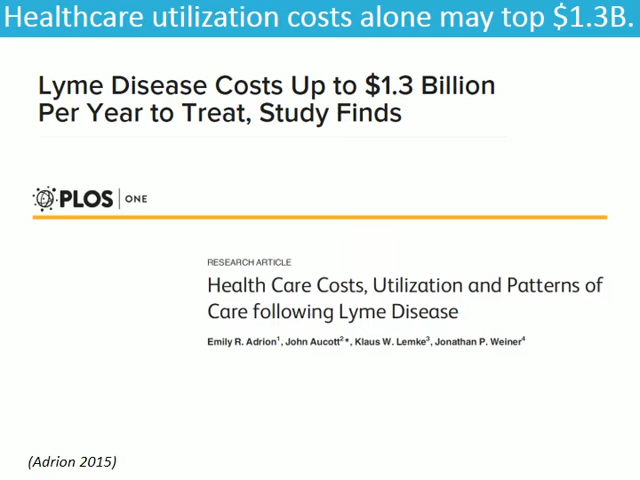 Healthcare utilization costs alone may top $1.3B.
Lyme Disease Costs Up to $1.3 Billion
Per Year to Treat, Study Finds
PLOS | ONE
RESEARCH ARTICLE
Health Care Costs, Utilization and Patterns of
Care following Lyme Disease
Emily R. Adrion¹, John Aucott²*, Klaus W. Lemke³, Jonathan P. Weiner⁴
(Adrion 2015)